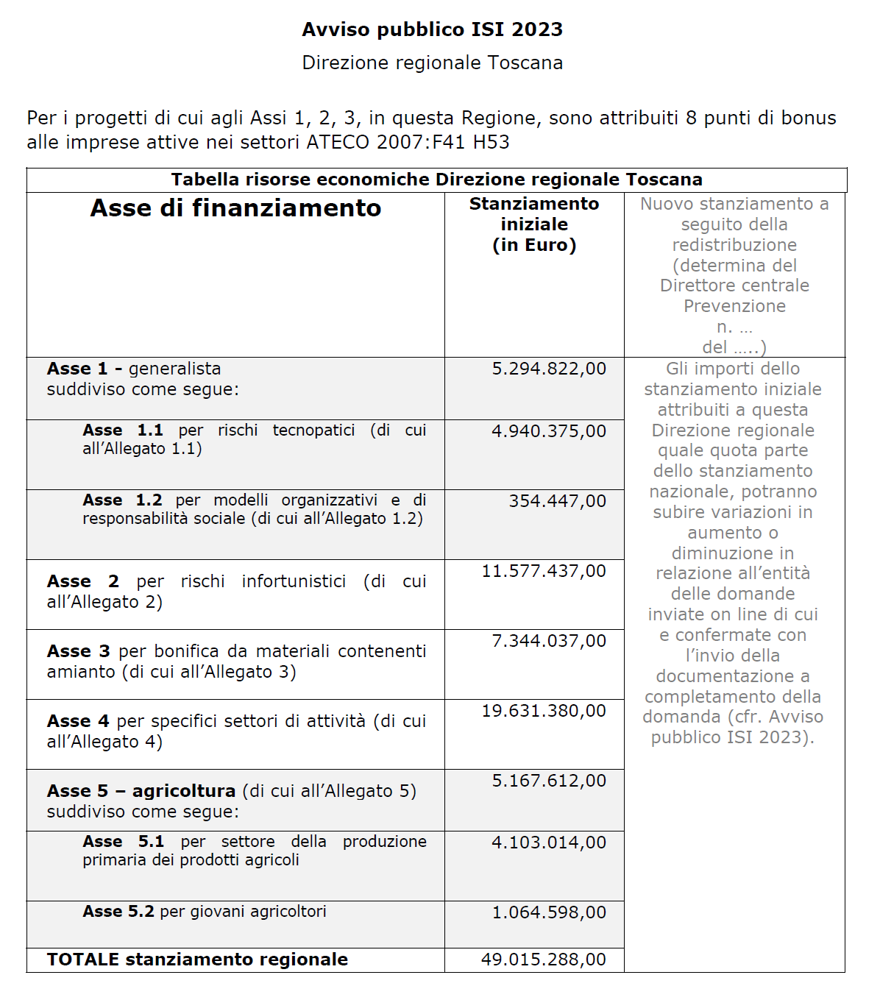 Avviso pubblico ISI 2023
Direzione regionale Toscana
Per i progetti di cui agli Assi 1, 2, 3, in questa Regione, sono attribuiti 8 punti di bonus
alle imprese attive nei settori ATECO 2007:F41 H53
Tabella risorse economiche Direzione regionale Toscana
Asse di finanziamento
Stanziamento
iniziale
(in Euro)
Nuovo stanziamento a
seguito della
redistribuzione
(determina del
Direttore centrale
Prevenzione
n. …
del …..)
Asse 1 - generalista
suddiviso come segue:
5.294.822,00
Asse 1.1 per rischi tecnopatici (di cui
all’Allegato 1.1)
4.940.375,00
Asse 1.2 per modelli organizzativi e di
responsabilità sociale (di cui all’Allegato 1.2)
354.447,00
Asse 2 per rischi infortunistici (di cui
all’Allegato 2)
11.577.437,00
Asse 3 per bonifica da materiali contenenti
amianto (di cui all’Allegato 3)
7.344.037,00
Asse 4 per specifici settori di attività (di cui
all’Allegato 4)
19.631.380,00
Asse 5 – agricoltura (di cui all’Allegato 5)
suddiviso come segue:
5.167.612,00
Asse 5.1 per settore della produzione
primaria dei prodotti agricoli
4.103.014,00
Asse 5.2 per giovani agricoltori
1.064.598,00
TOTALE stanziamento regionale
49.015.288,00
Gli importi dello
stanziamento iniziale
attribuiti a questa
Direzione regionale
quale quota parte
dello stanziamento
nazionale, potranno
subire variazioni in
aumento o
diminuzione in
relazione all’entità
delle domande
inviate on line di cui
e confermate con
l’invio della
documentazione a
completamento della
domanda (cfr. Avviso
pubblico ISI 2023).